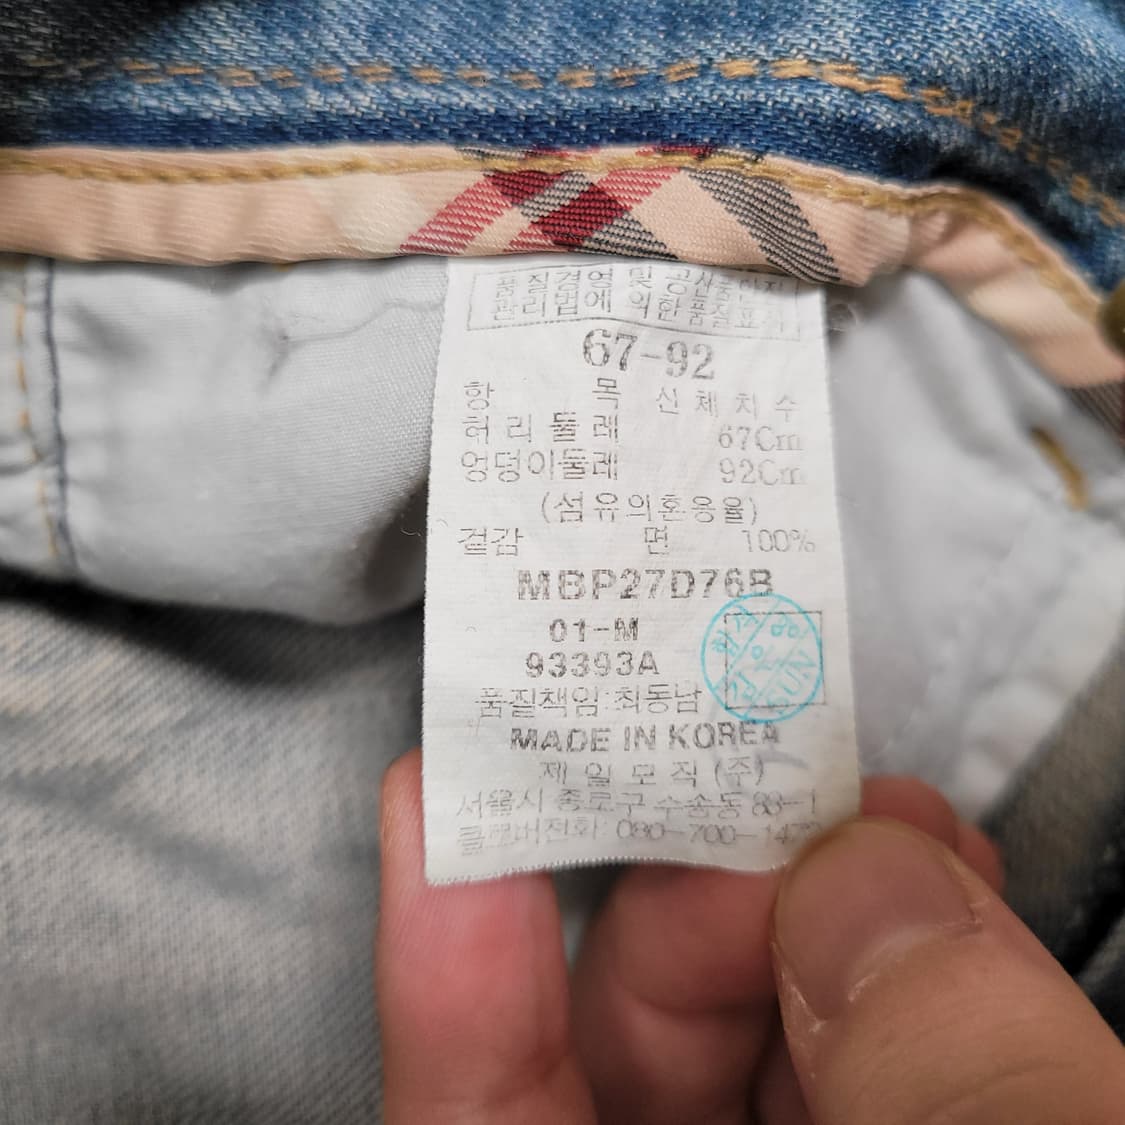 품질경영 및 공산품안전
관리법에 의한 품질표시
67-92
항 목 신체치수
허리둘레 67Cm
엉덩이둘레 92Cm
(섬유의혼용율)
겉감 면 100%
MBP27D76B
01-M
93393A
품질책임:최동남
MADE IN KOREA
제일모직(주)
서울시 종로구 수송동 83-1
클로버전화: 080-700-1472